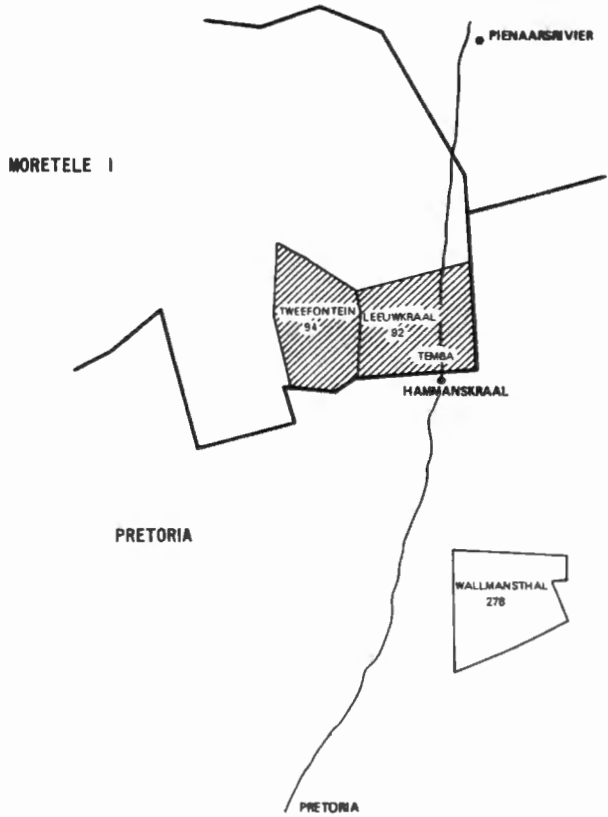 PIENAARSRIVIER
MORETELE I
TWEEFONTEIN
94
LEEUWKRAAL
92
TEMBA
HAMMANSKRAAL
PRETORIA
WALLMANSTHAL
278
PRETORIA